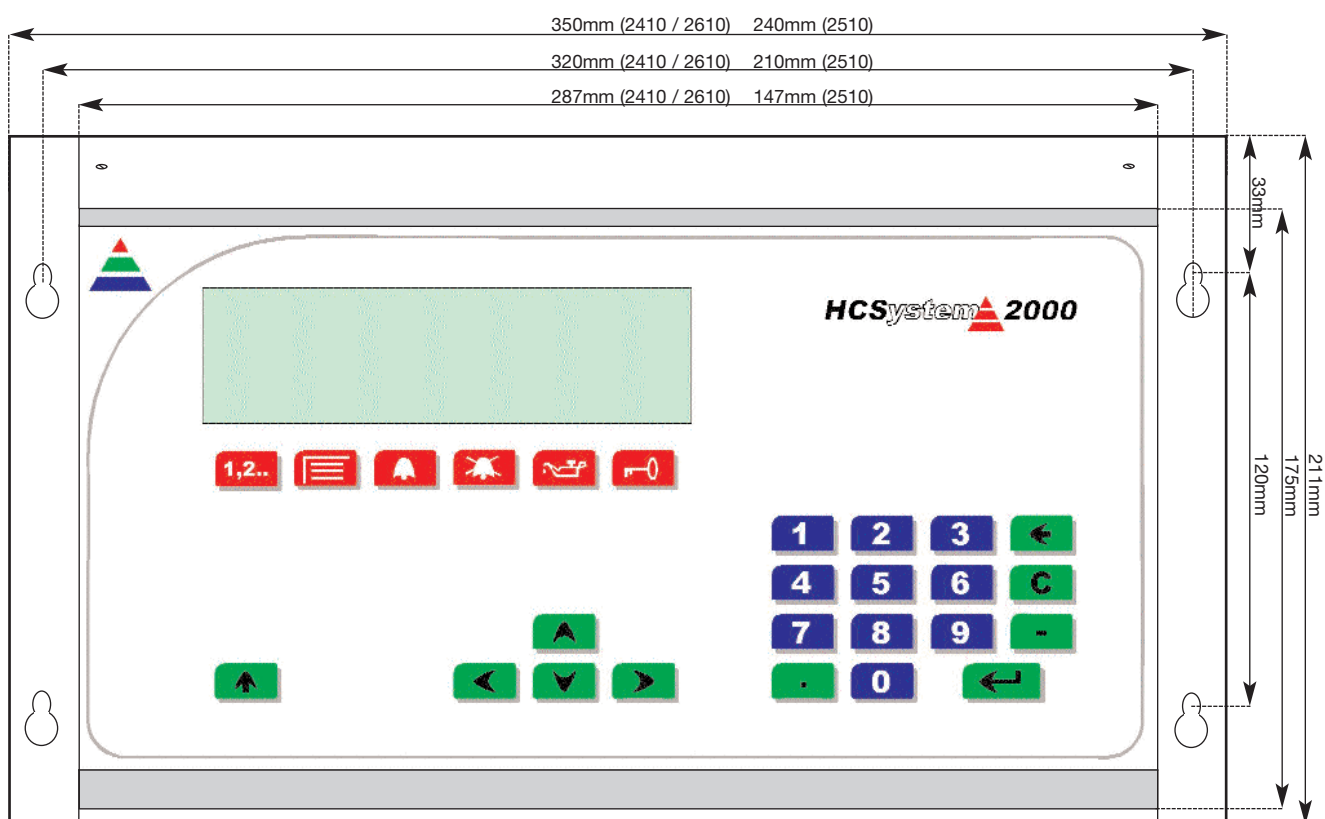 350mm (2410 / 2610) 240mm (2510)
320mm (2410 / 2610) 210mm (2510)
287mm (2410 / 2610) 147mm (2510)
33mm
HCSystem 2000
120mm
175mm
211mm
1,2..
1 2 3
4 5 6 C
7 8 9 -
. 0